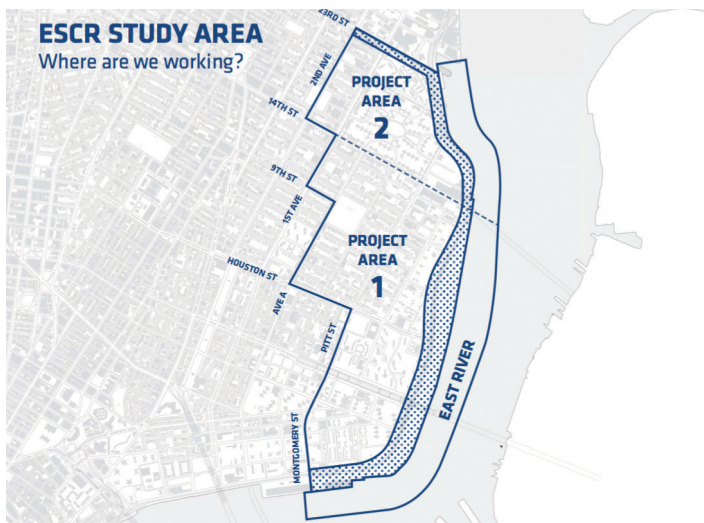 ESCR STUDY AREA
Where are we working?
23RD ST
2ND AVE
PROJECT
AREA
2
14TH ST
9TH ST
1ST AVE
PROJECT
AREA
1
HOUSTON ST
AVE A
PITT ST
EAST RIVER
MONTGOMERY ST